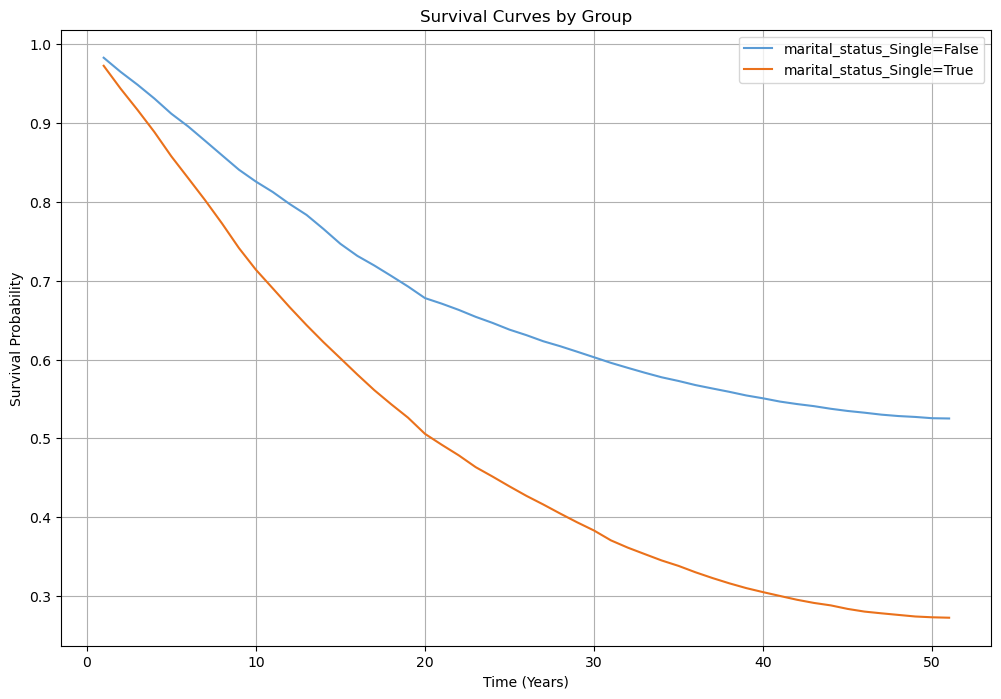 Survival Curves by Group
marital_status_Single=False
marital_status_Single=True
Survival Probability
1.0
0.9
0.8
0.7
0.6
0.5
0.4
0.3
0 10 20 30 40 50
Time (Years)